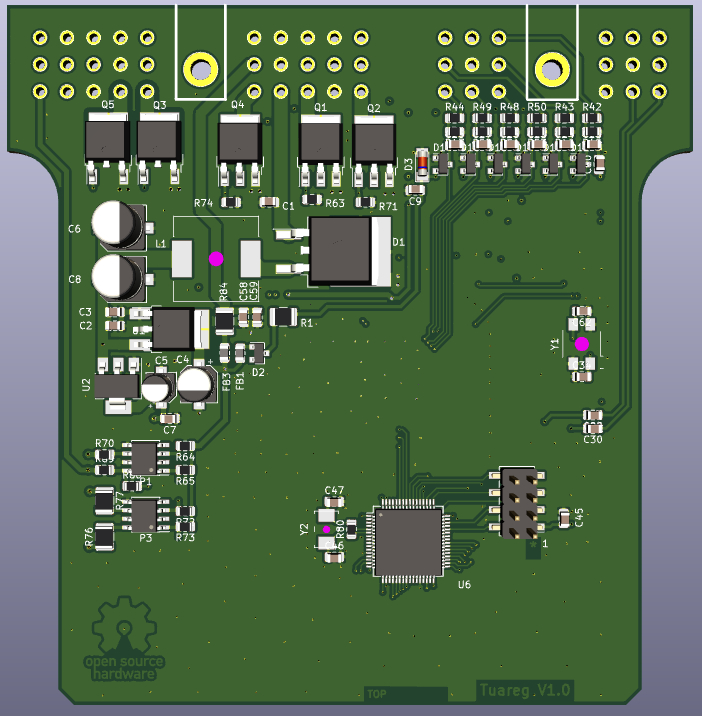 Q5 Q3 Q4 Q1 Q2
R44 R49 R48 R50 R43 R42
D3
R74 C1 R63 R71 C9
C6 L1 D1
C8
R84 C58 C59
C3
C2
R1
Y1
U2 C5 C4 FB3 FB1 D2
C7
C30
R70 R64
P1 R65
R77
R76 P3 R73
C47
Y2 R80 C45
C46
U6 1
open source
hardware
TOP
Tuareg V1.0